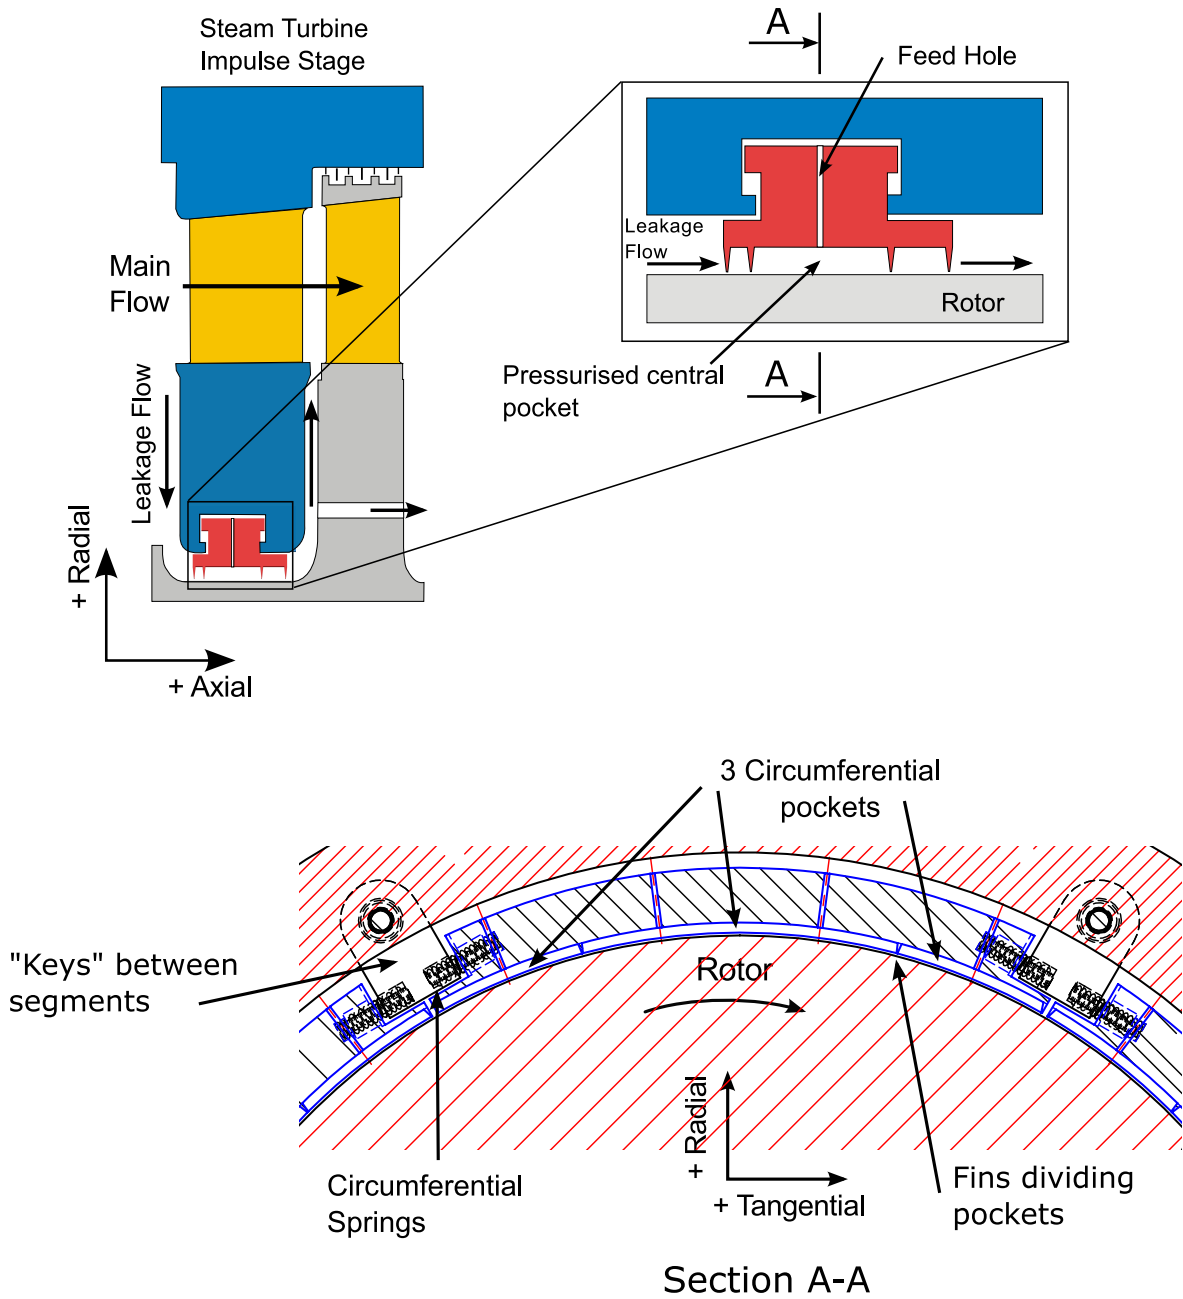 Steam Turbine
Impulse Stage
A
Feed Hole
Leakage
Flow
Rotor
Main
Flow
Pressurised central
pocket
A
Leakage Flow
+ Radial
+ Axial
3 Circumferential
pockets
"Keys" between
segments
Rotor
+ Radial
+ Tangential
Circumferential
Springs
Fins dividing
pockets
Section A-A